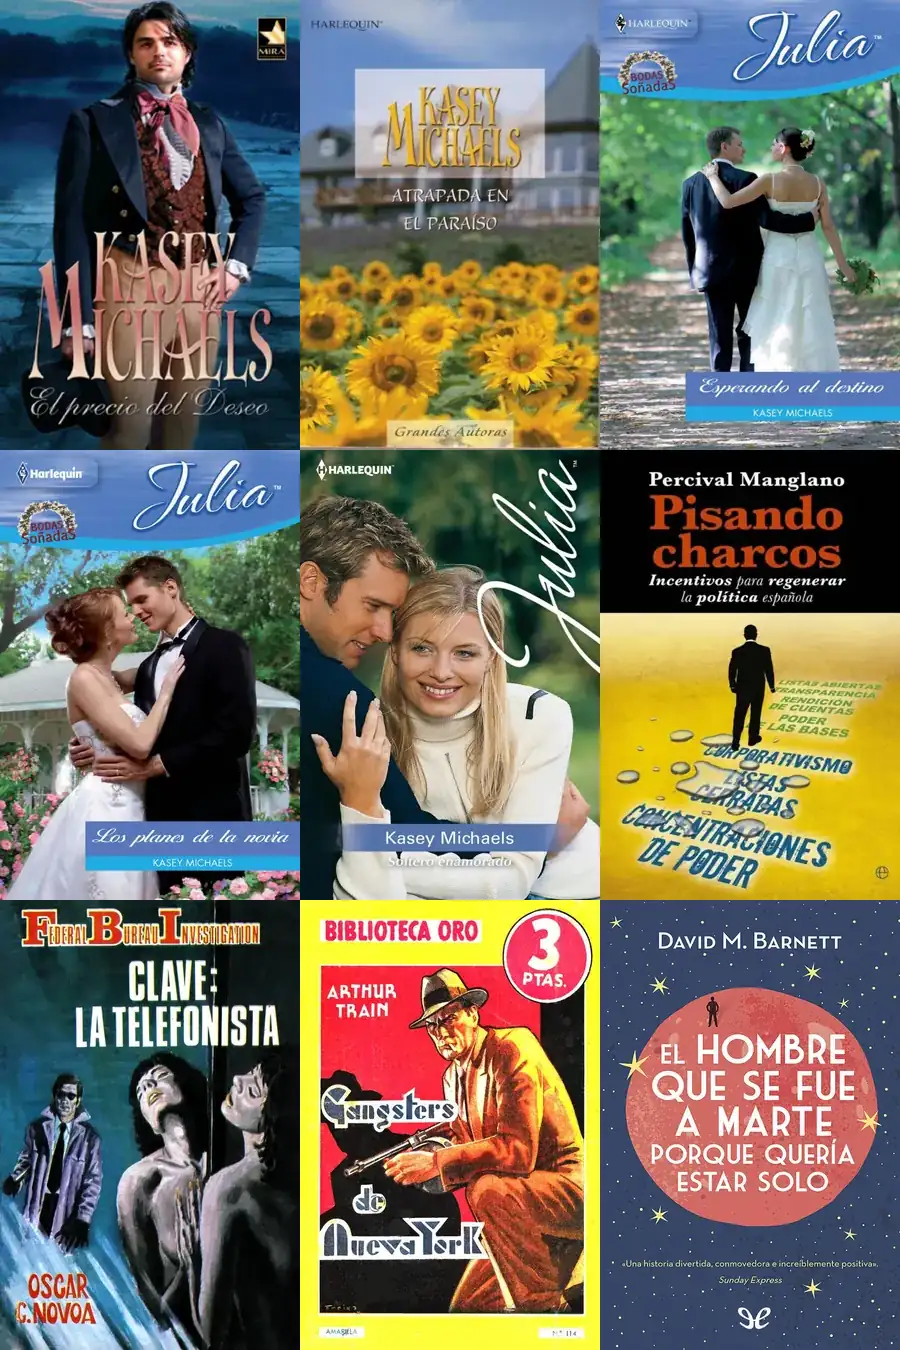 MIRA
KASEY
MICHAELS
El precio del Deseo
HARLEQUIN
KASEY
MICHAELS
ATRAPADA EN
EL PARAÍSO
Grandes Autoras
HARLEQUIN
Julia
BODAS
SOÑADAS
Esperando al destino
KASEY MICHAELS
Harlequin
Julia
BODAS
SOÑADAS
Los planes de la novia
KASEY MICHAELS
HARLEQUIN
Julia
Kasey Michaels
Soltero enamorado
Percival Manglano
Pisando
charcos
Incentivos para regenerar
la política española
LISTAS ABIERTAS
TRANSPARENCIA
RENDICIÓN
DE CUENTAS
PODER
E LAS BASES
CORPORATIVISMO
LISTAS
CERRADAS
CONCENTRACIONES
DE PODER
FEDERAL BUREAU INVESTIGATION
CLAVE:
LA TELEFONISTA
OSCAR
G. NOVOA
BIBLIOTECA ORO
3
PTAS.
ARTHUR
TRAIN
Gangsters
de
Nueva York
AMARILLA
N.º 114
DAVID M. BARNETT
EL HOMBRE
QUE SE FUE
A MARTE
PORQUE QUERÍA
ESTAR SOLO
«Una historia divertida, conmovedora e increíblemente positiva».
Sunday Express